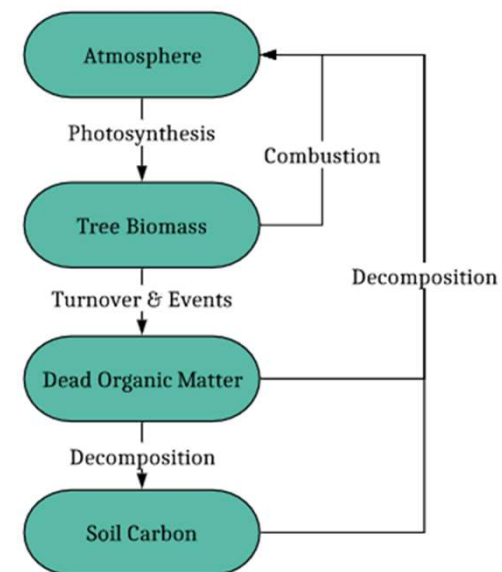 Atmosphere
Photosynthesis
Combustion
Tree Biomass
Decomposition
Turnover & Events
Dead Organic Matter
Decomposition
Soil Carbon